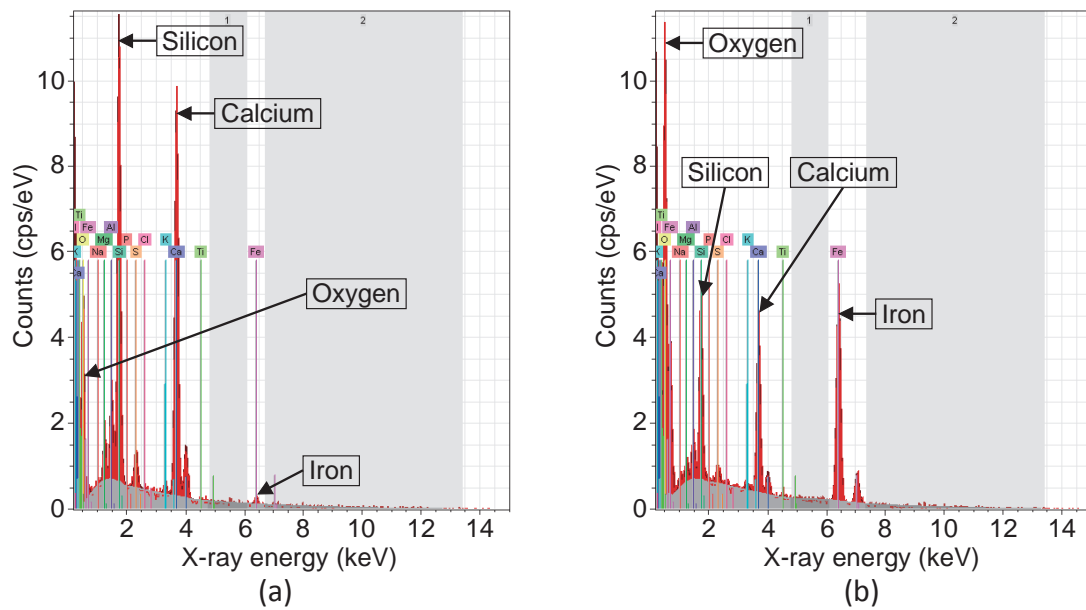 1
2
Silicon
Calcium
Oxygen
Iron
10
8
6
4
2
0
Ti
Fe
Al
O
Mg
P
Cl
K
K
Na
Si
S
Ca
Ti
Fe
Ca
Counts (cps/eV)
2
4
6
8
10
12
14
X-ray energy (keV)
(a)
1
2
Oxygen
Silicon
Calcium
Iron
10
8
6
4
2
0
Ti
Fe
Al
O
Mg
P
Cl
K
K
Na
Si
S
Ca
Ti
Fe
Ca
Counts (cps/eV)
2
4
6
8
10
12
14
X-ray energy (keV)
(b)